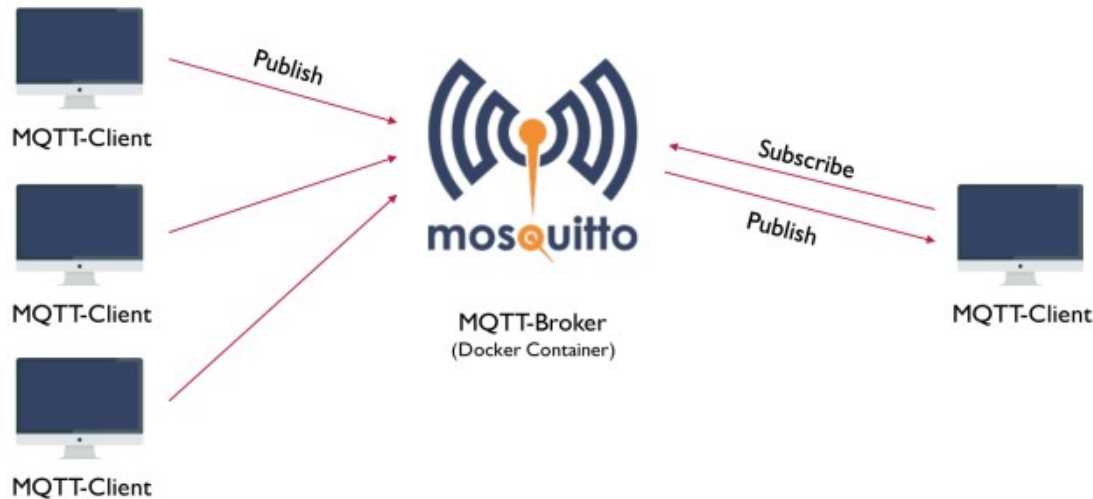 Publish
MQTT-Client
MQTT-Client
MQTT-Client
mosquitto
MQTT-Broker
(Docker Container)
Subscribe
Publish
MQTT-Client